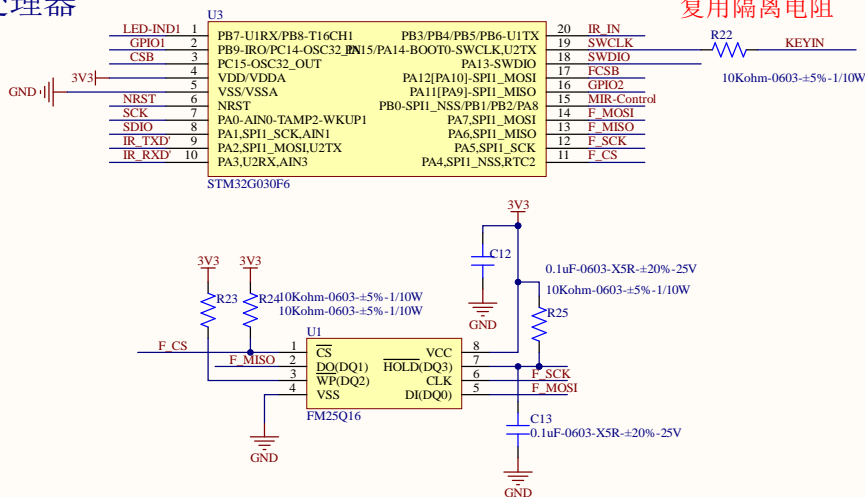 处理器
复用隔离电阻
U3
LED-IND1 1 PB7-U1RX/PB8-T16CH1 PB3/PB4/PB5/PB6-U1TX 20 IR_IN
GPIO1 2 PB9-IRO/PC14-OSC32_IN PA15/PA14-BOOT0-SWCLK,U2TX 19 SWCLK R22 KEYIN
CSB 3 PC15-OSC32_OUT PA13-SWDIO 18 SWDIO
3V3 4 VDD/VDDA PA12[PA10]-SPI1_MOSI 17 FCSB 10Kohm-0603-±5%-1/10W
GND 5 VSS/VSSA PA11[PA9]-SPI1_MISO 16 GPIO2
NRST 6 NRST PB0-SPI1_NSS/PB1/PB2/PA8 15 MIR-Control
SCK 7 PA0-AIN0-TAMP2-WKUP1 PA7,SPI1_MOSI 14 F_MOSI
SDIO 8 PA1,SPI1_SCK,AIN1 PA6,SPI1_MISO 13 F_MISO
IR_TXD' 9 PA2,SPI1_MOSI,U2TX PA5,SPI1_SCK 12 F_SCK
IR_RXD' 10 PA3,U2RX,AIN3 PA4,SPI1_NSS,RTC2 11 F_CS
STM32G030F6
3V3
C12
3V3 3V3
0.1uF-0603-X5R-±20%-25V
R23 R24 10Kohm-0603-±5%-1/10W 10Kohm-0603-±5%-1/10W
10Kohm-0603-±5%-1/10W
R25
GND
U1
F_CS 1 CS VCC 8
F_MISO 2 DO(DQ1) HOLD(DQ3) 7
3 WP(DQ2) CLK 6 F_SCK
4 VSS DI(DQ0) 5 F_MOSI
FM25Q16
C13
0.1uF-0603-X5R-±20%-25V
GND
GND